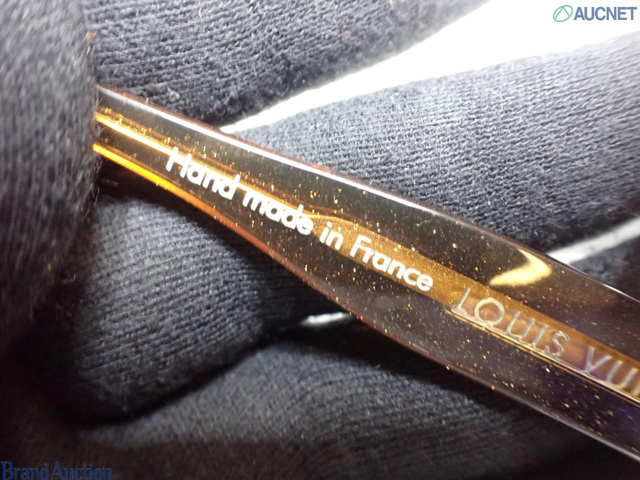 AUCNET
Hand made in France
LOUIS VUI
Brand Auction